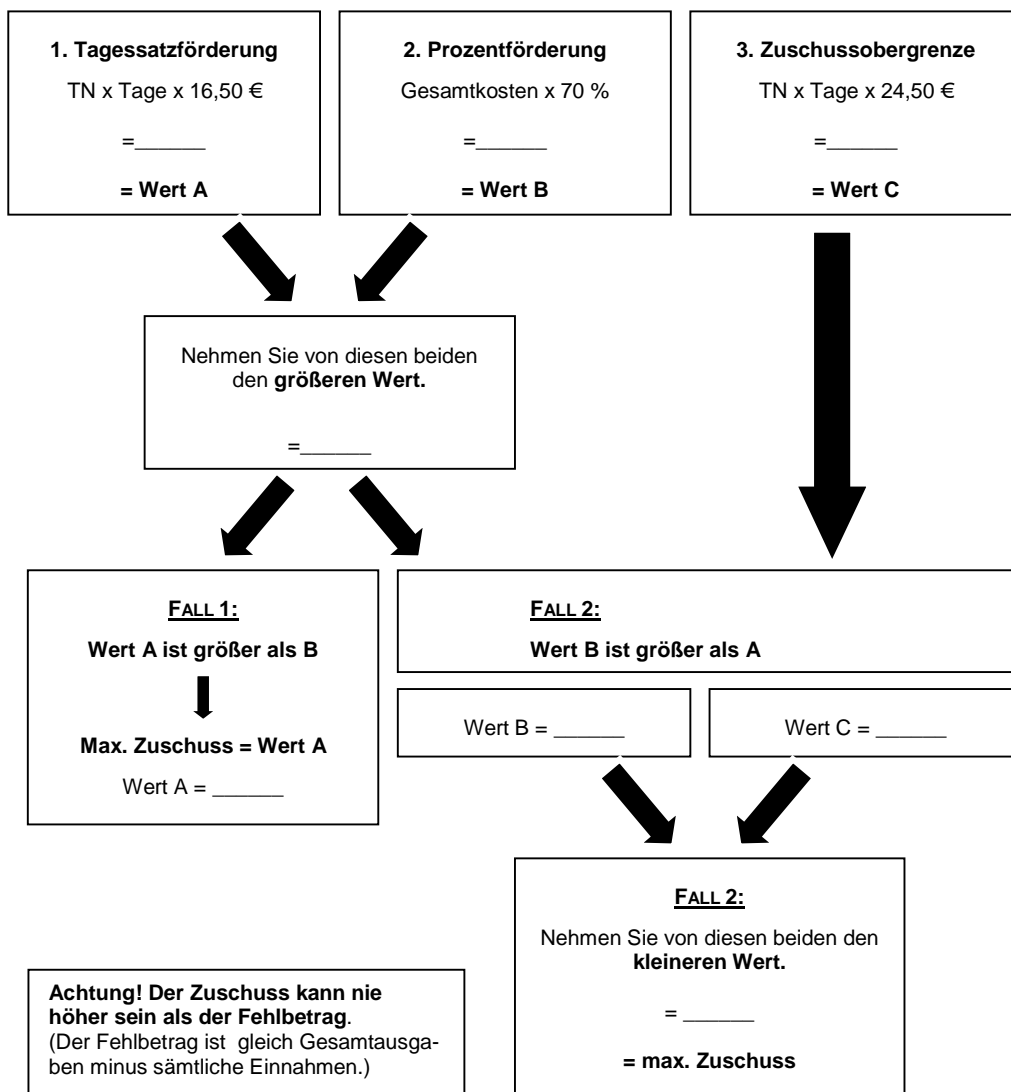 1. Tagessatzförderung
TN x Tage x 16,50 €
=______
= Wert A
2. Prozentförderung
Gesamtkosten x 70 %
=______
= Wert B
3. Zuschussobergrenze
TN x Tage x 24,50 €
=______
= Wert C
Nehmen Sie von diesen beiden
den größeren Wert.
=______
FALL 1:
Wert A ist größer als B
Max. Zuschuss = Wert A
Wert A = ______
FALL 2:
Wert B ist größer als A
Wert B = ______
Wert C = ______
FALL 2:
Nehmen Sie von diesen beiden den
kleineren Wert.
= ______
= max. Zuschuss
Achtung! Der Zuschuss kann nie
höher sein als der Fehlbetrag.
(Der Fehlbetrag ist gleich Gesamtausga-
ben minus sämtliche Einnahmen.)